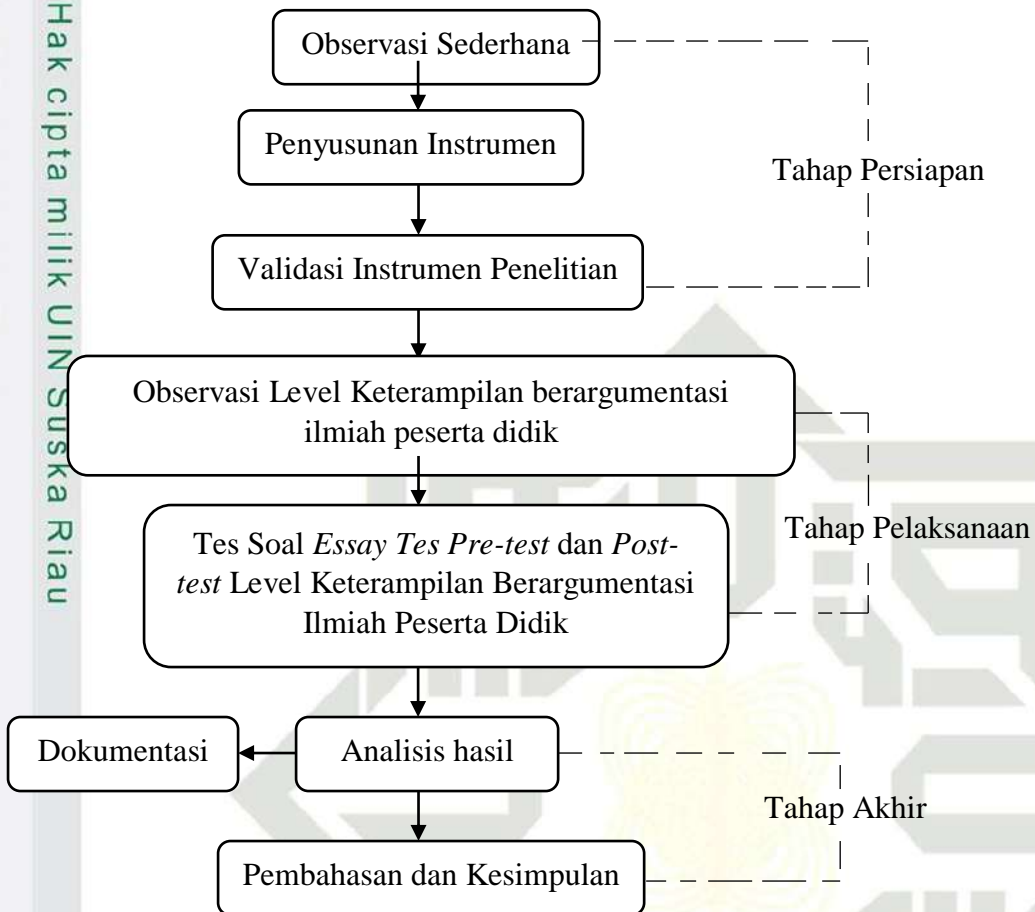 Hak cipta milik UIN Suska Riau
Observasi Sederhana
Penyusunan Instrumen
Tahap Persiapan
Validasi Instrumen Penelitian
Observasi Level Keterampilan berargumentasi
ilmiah peserta didik
Tahap Pelaksanaan
Tes Soal Essay Tes Pre-test dan Post-
test Level Keterampilan Berargumentasi
Ilmiah Peserta Didik
Dokumentasi
Analisis hasil
Tahap Akhir
Pembahasan dan Kesimpulan